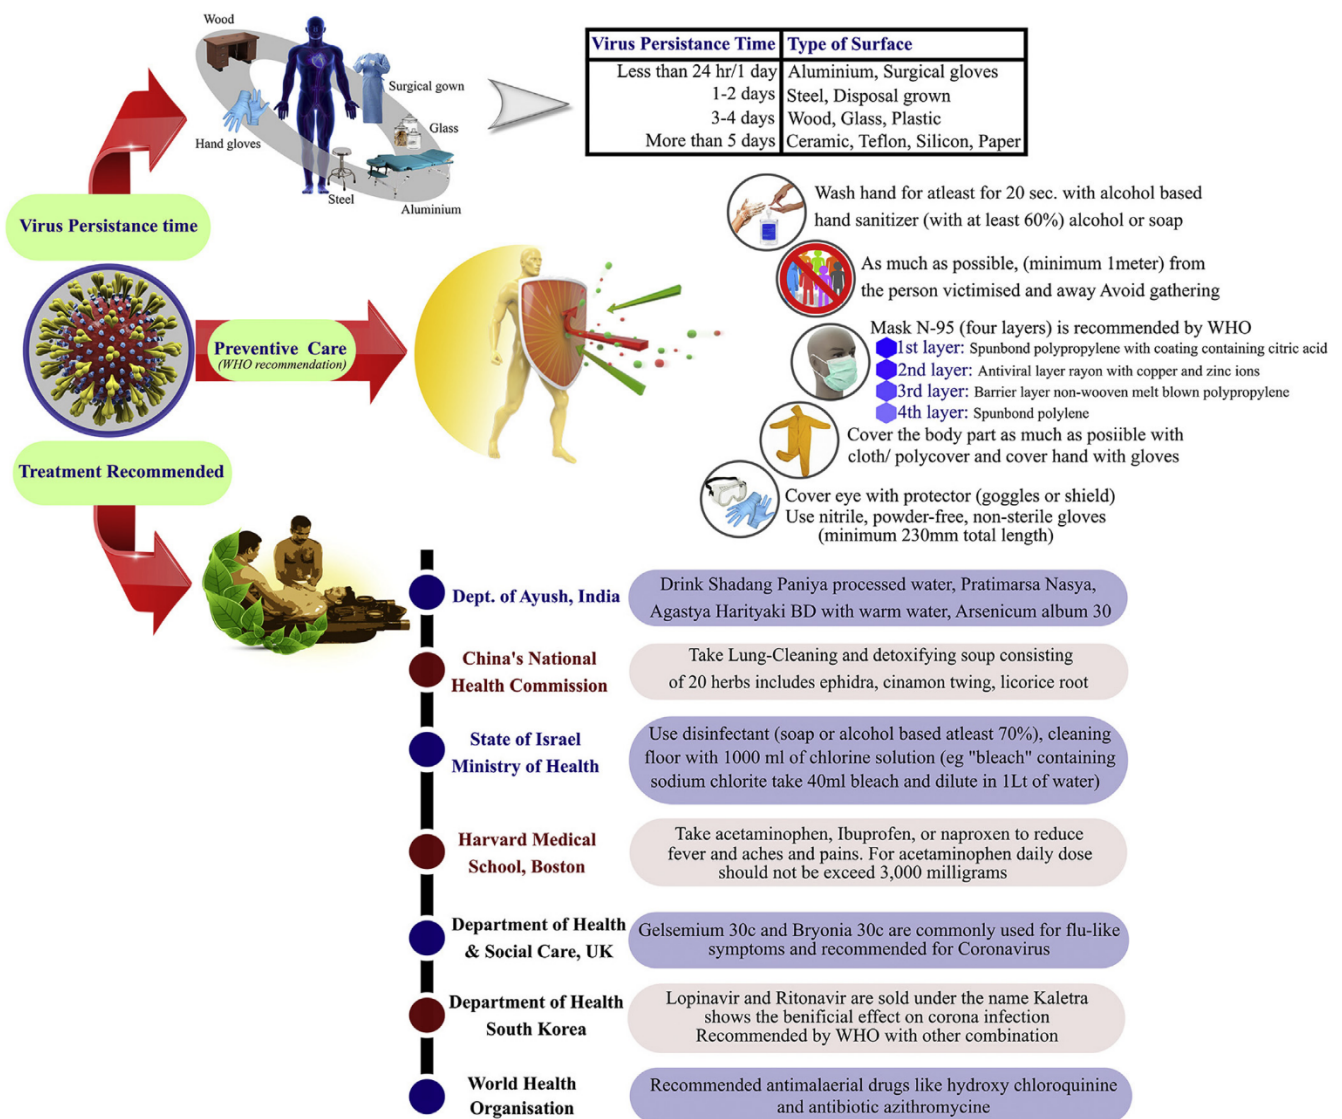 Wood
Surgical gown
Glass
Hand gloves
Steel
Aluminium
Virus Persistance Time Type of Surface
Less than 24 hr/1 day Aluminium, Surgical gloves
1-2 days Steel, Disposal grown
3-4 days Wood, Glass, Plastic
More than 5 days Ceramic, Teflon, Silicon, Paper
Virus Persistance time
Wash hand for atleast for 20 sec. with alcohol based
hand sanitizer (with at least 60%) alcohol or soap
As much as possible, (minimum 1meter) from
the person victimised and away Avoid gathering
Preventive Care
(WHO recommendation)
Mask N-95 (four layers) is recommended by WHO
1st layer: Spunbond polypropylene with coating containing citric acid
2nd layer: Antiviral layer rayon with copper and zinc ions
3rd layer: Barrier layer non-wooven melt blown polypropylene
4th layer: Spunbond polylene
Cover the body part as much as posiible with
cloth/ polycover and cover hand with gloves
Cover eye with protector (goggles or shield)
Use nitrile, powder-free, non-sterile gloves
(minimum 230mm total length)
Treatment Recommended
Dept. of Ayush, India
Drink Shadang Paniya processed water, Pratimarsa Nasya,
Agastya Harityaki BD with warm water, Arsenicum album 30
China's National
Health Commission
Take Lung-Cleaning and detoxifying soup consisting
of 20 herbs includes ephidra, cinamon twing, licorice root
State of Israel
Ministry of Health
Use disinfectant (soap or alcohol based atleast 70%), cleaning
floor with 1000 ml of chlorine solution (eg "bleach" containing
sodium chlorite take 40ml bleach and dilute in 1Lt of water)
Harvard Medical
School, Boston
Take acetaminophen, Ibuprofen, or naproxen to reduce
fever and aches and pains. For acetaminophen daily dose
should not be exceed 3,000 milligrams
Department of Health
& Social Care, UK
Gelsemium 30c and Bryonia 30c are commonly used for flu-like
symptoms and recommended for Coronavirus
Department of Health
South Korea
Lopinavir and Ritonavir are sold under the name Kaletra
shows the benificial effect on corona infection
Recommended by WHO with other combination
World Health
Organisation
Recommended antimalaerial drugs like hydroxy chloroquinine
and antibiotic azithromycine